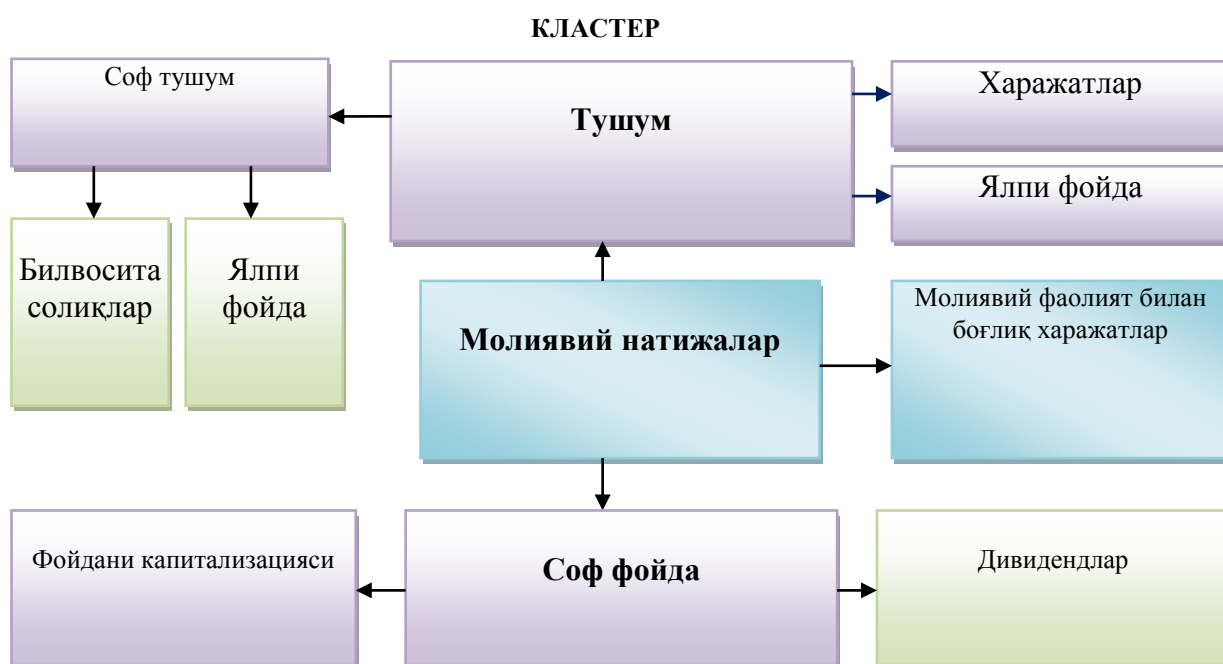 КЛАСТЕР
Соф тушум
Тушум
Харажатлар
Ялпи фойда
Билвосита
солиқлар
Ялпи
фойда
Молиявий натижалар
Молиявий фаолият билан
боғлиқ харажатлар
Фойдани капитализацияси
Соф фойда
Дивидендлар